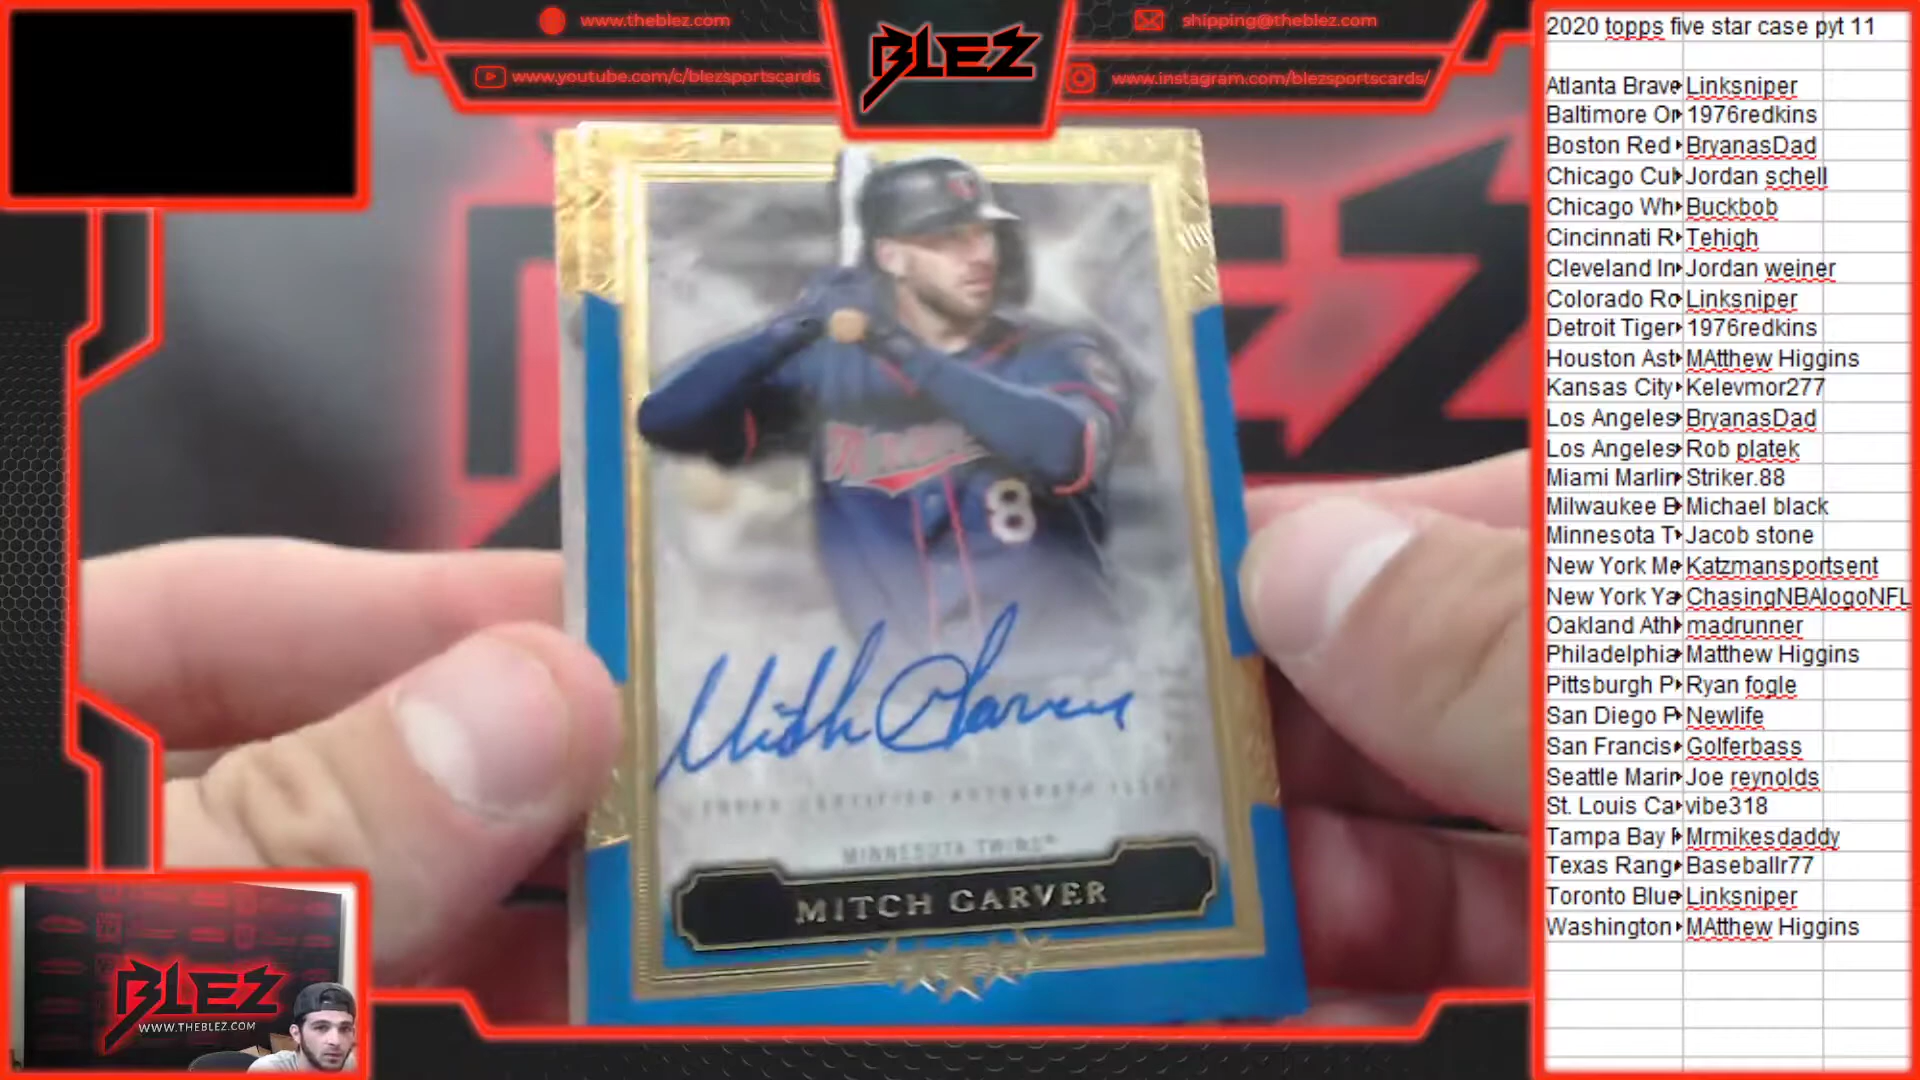 www.theblez.com
www.youtube.com/c/blezsportscards
BLEZ
shipping@theblez.com
www.instagram.com/blezsportscards/
8
Mitch Garver
TOPPS CERTIFIED AUTOGRAPH ISSUE
MINNESOTA TWINS
MITCH GARVER
BLEZ
WWW.THEBLEZ.COM
2020 topps five star case pyt 11
Atlanta Brave Linksniper
Baltimore Or 1976redkins
Boston Red BryanasDad
Chicago Cul Jordan schell
Chicago Wh Buckbob
Cincinnati R Tehigh
Cleveland In Jordan weiner
Colorado Ro Linksniper
Detroit Tiger 1976redkins
Houston Ast MAtthew Higgins
Kansas City Kelevmor277
Los Angeles BryanasDad
Los Angeles Rob platek
Miami Marlin Striker.88
Milwaukee B Michael black
Minnesota T Jacob stone
New York Me Katzmansportsent
New York Ya ChasingNBAlogoNFL
Oakland Ath madrunner
Philadelphia Matthew Higgins
Pittsburgh P Ryan fogle
San Diego P Newlife
San Francis Golferbass
Seattle Marin Joe reynolds
St. Louis Ca vibe318
Tampa Bay Mrmikesdaddy
Texas Rang Baseballr77
Toronto Blue Linksniper
Washington MAtthew Higgins